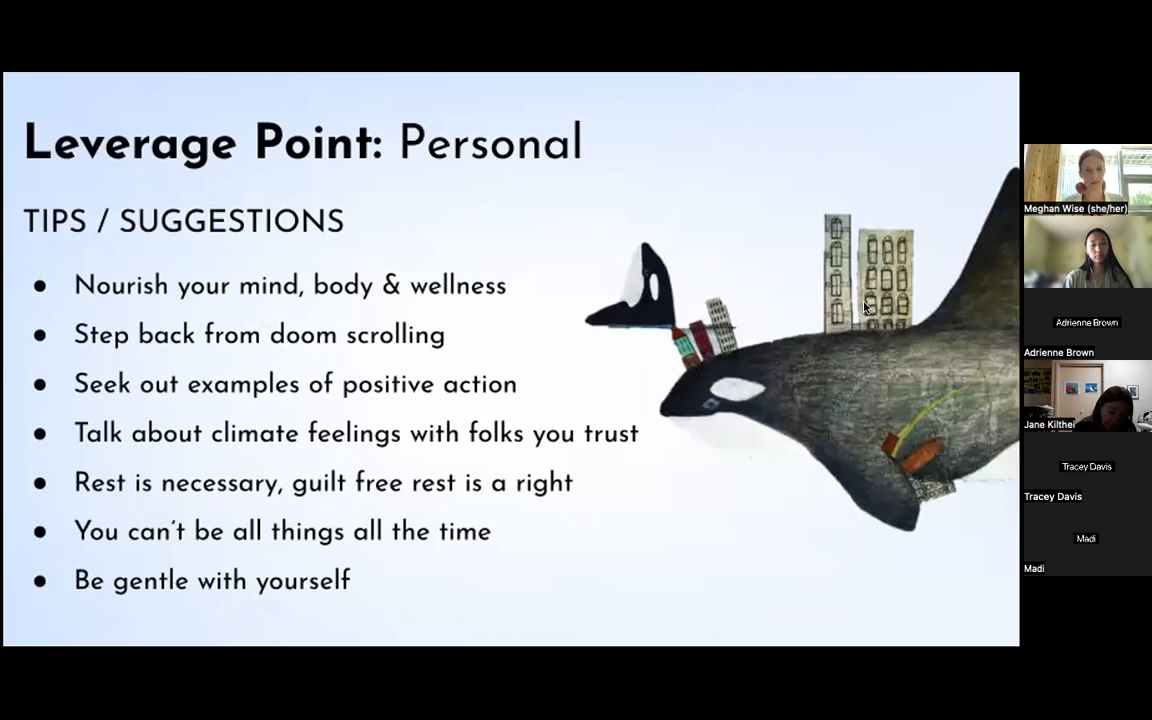 Leverage Point: Personal
TIPS / SUGGESTIONS
● Nourish your mind, body & wellness
● Step back from doom scrolling
● Seek out examples of positive action
● Talk about climate feelings with folks you trust
● Rest is necessary, guilt free rest is a right
● You can't be all things all the time
● Be gentle with yourself
Meghan Wise (she/her)
Adrienne Brown
Adrienne Brown
Jane Kilthei
Tracey Davis
Tracey Davis
Madi
Madi